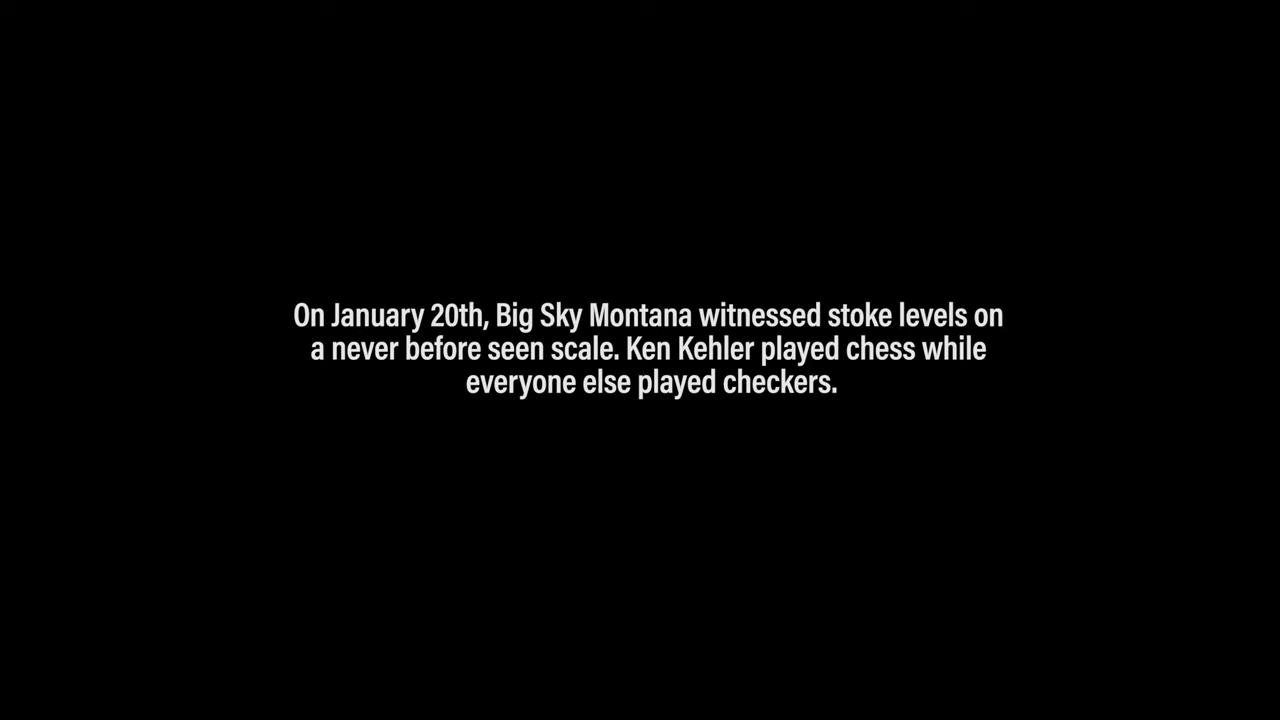 On January 20th, Big Sky Montana witnessed stoke levels on
a never before seen scale. Ken Kehler played chess while
everyone else played checkers.